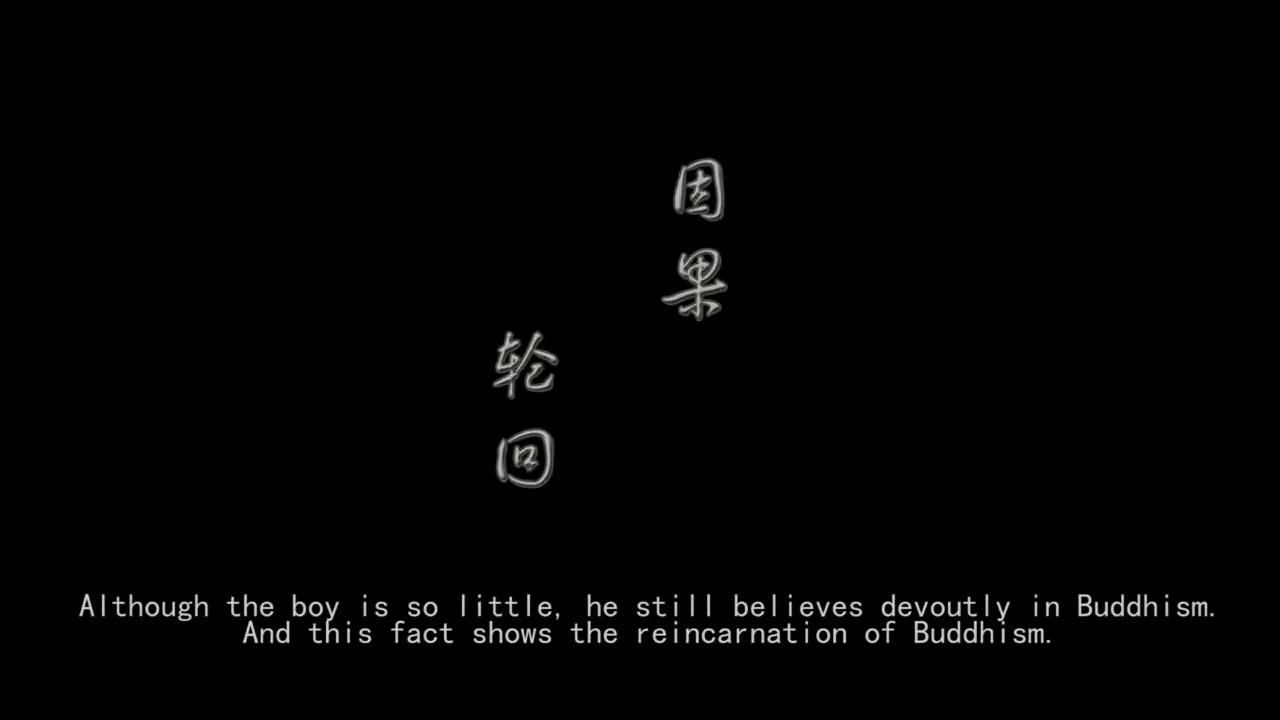 因果
轮回
Although the boy is so little, he still believes devoutly in Buddhism.
And this fact shows the reincarnation of Buddhism.